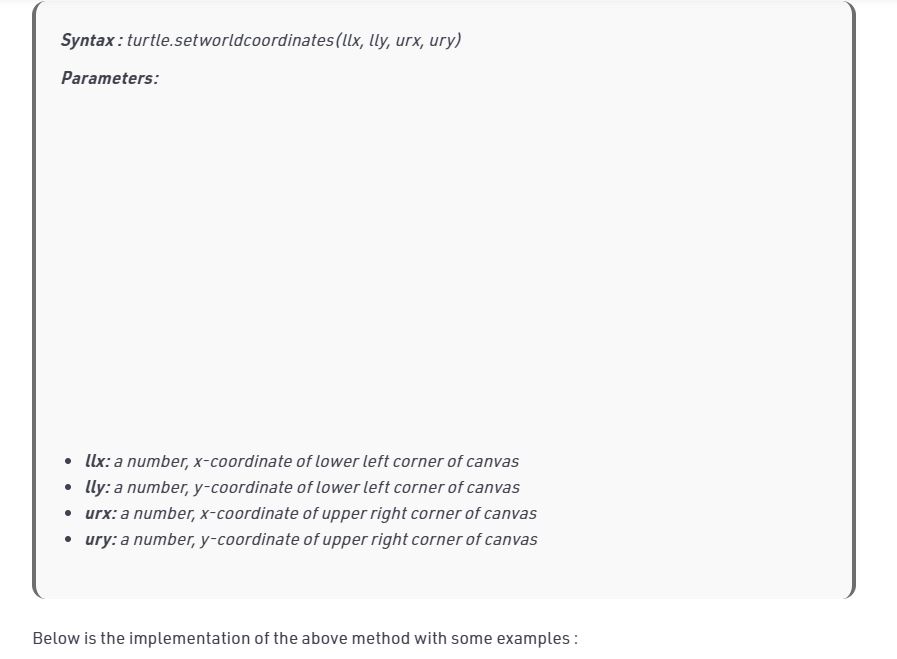 Syntax : turtle.setworldcoordinates(llx, lly, urx, ury)
Parameters:
• llx: a number, x-coordinate of lower left corner of canvas
• lly: a number, y-coordinate of lower left corner of canvas
• urx: a number, x-coordinate of upper right corner of canvas
• ury: a number, y-coordinate of upper right corner of canvas
Below is the implementation of the above method with some examples :